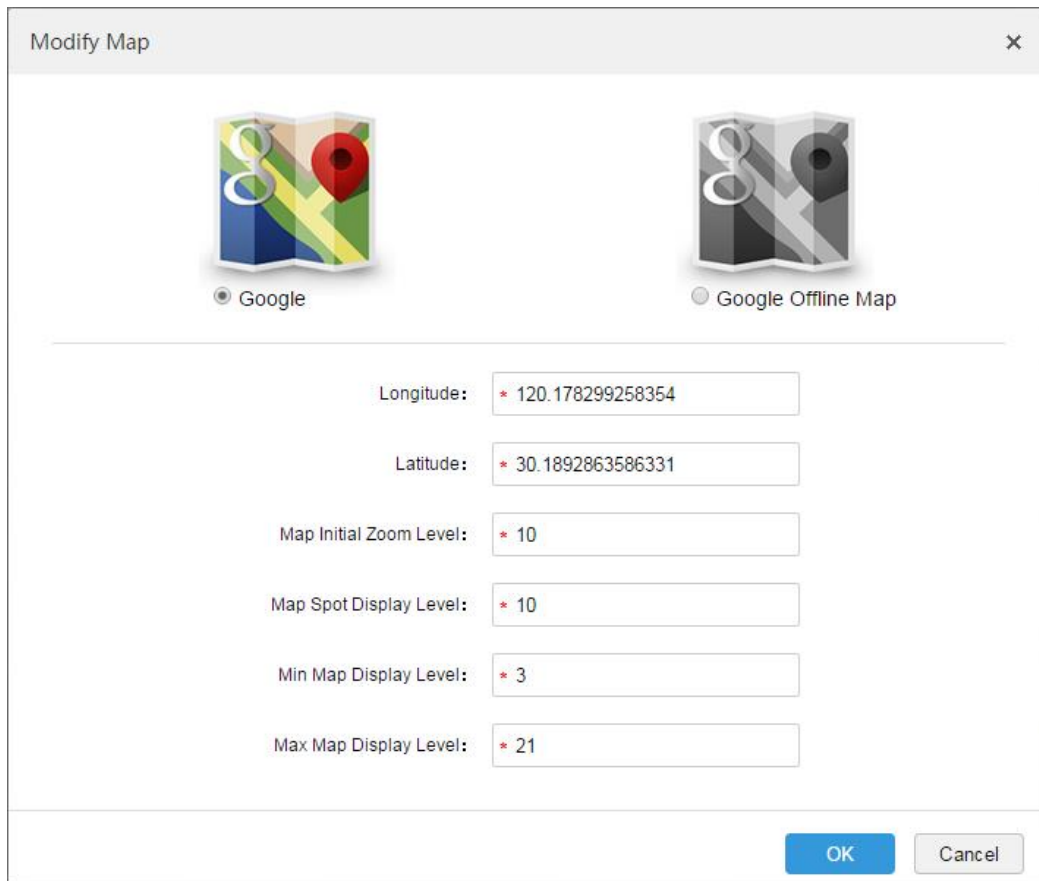 Modify Map ×
g g
Google Google Offline Map
Longitude: * 120.178299258354
Latitude: * 30.1892863586331
Map Initial Zoom Level: * 10
Map Spot Display Level: * 10
Min Map Display Level: * 3
Max Map Display Level: * 21
OK Cancel